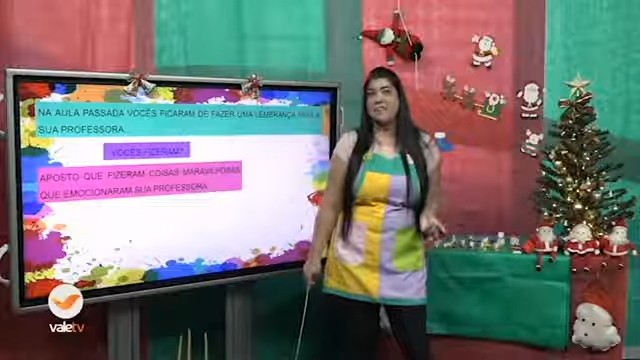 NA AULA PASSADA VOCÊS FICARAM DE FAZER UMA LEMBRANÇA PARA A
SUA PROFESSORA...
VOCÊS FIZERAM?
APOSTO QUE FIZERAM COISAS MARAVILHOSAS
QUE EMOCIONARAM SUA PROFESSORA
valetv